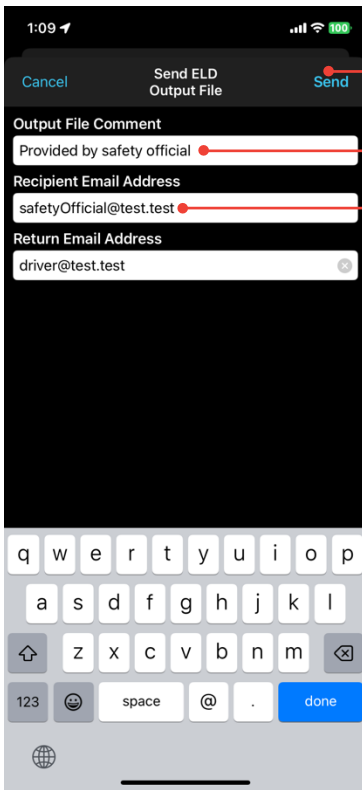 1:09
100
Cancel
Send ELD
Output File
Send
Output File Comment
Provided by safety official
Recipient Email Address
safetyOfficial@test.test
Return Email Address
driver@test.test
q w e r t y u i o p
a s d f g h j k l
z x c v b n m
123 space @ . done